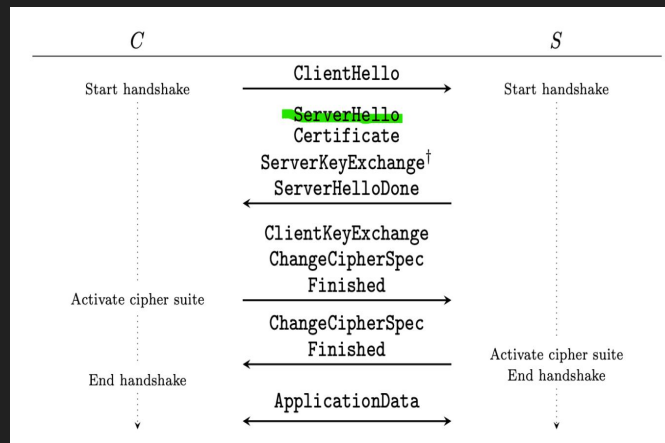 C S
ClientHello
Start handshake Start handshake
ServerHello
Certificate
ServerKeyExchange†
ServerHelloDone
ClientKeyExchange
ChangeCipherSpec
Finished
Activate cipher suite
ChangeCipherSpec
Finished
Activate cipher suite
End handshake
End handshake
ApplicationData